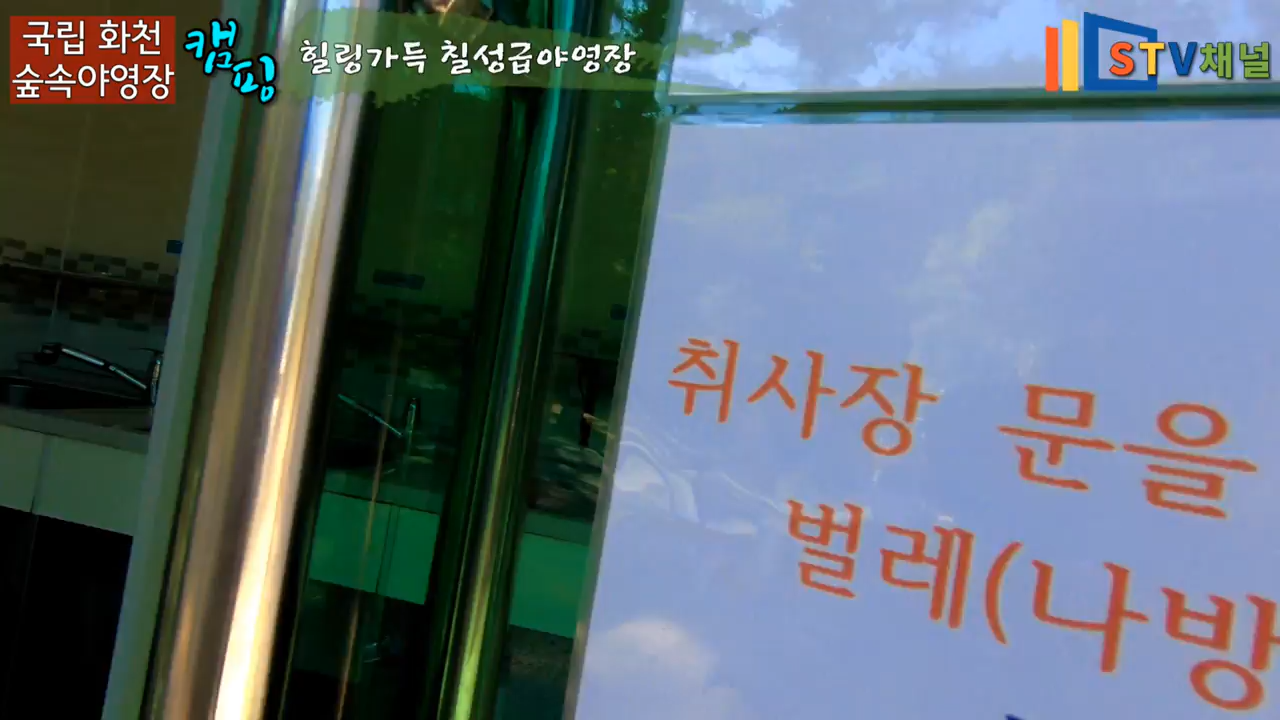 국립 화천
숲속야영장
캠핑
힐링가득 칠성급야영장
STV채널
취사장 문을
벌레(나방